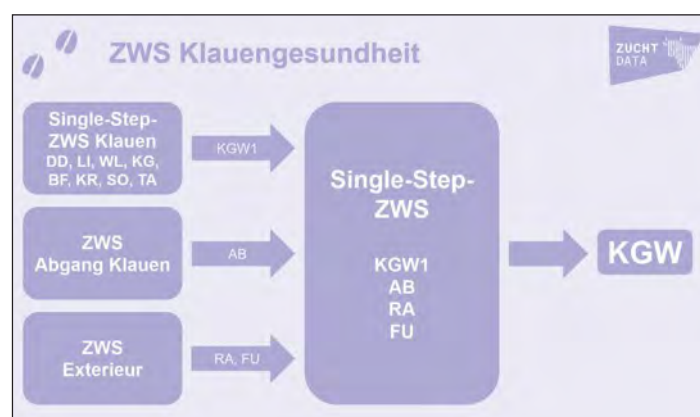 ZWS Klauengesundheit
ZUCHT
DATA
Single-Step-
ZWS Klauen
DD, LI, WL, KG,
BF, KR, SO, TA
KGW1
ZWS
Abgang Klauen
AB
ZWS
Exterieur
RA, FU
Single-Step-
ZWS
KGW1
AB
RA
FU
KGW